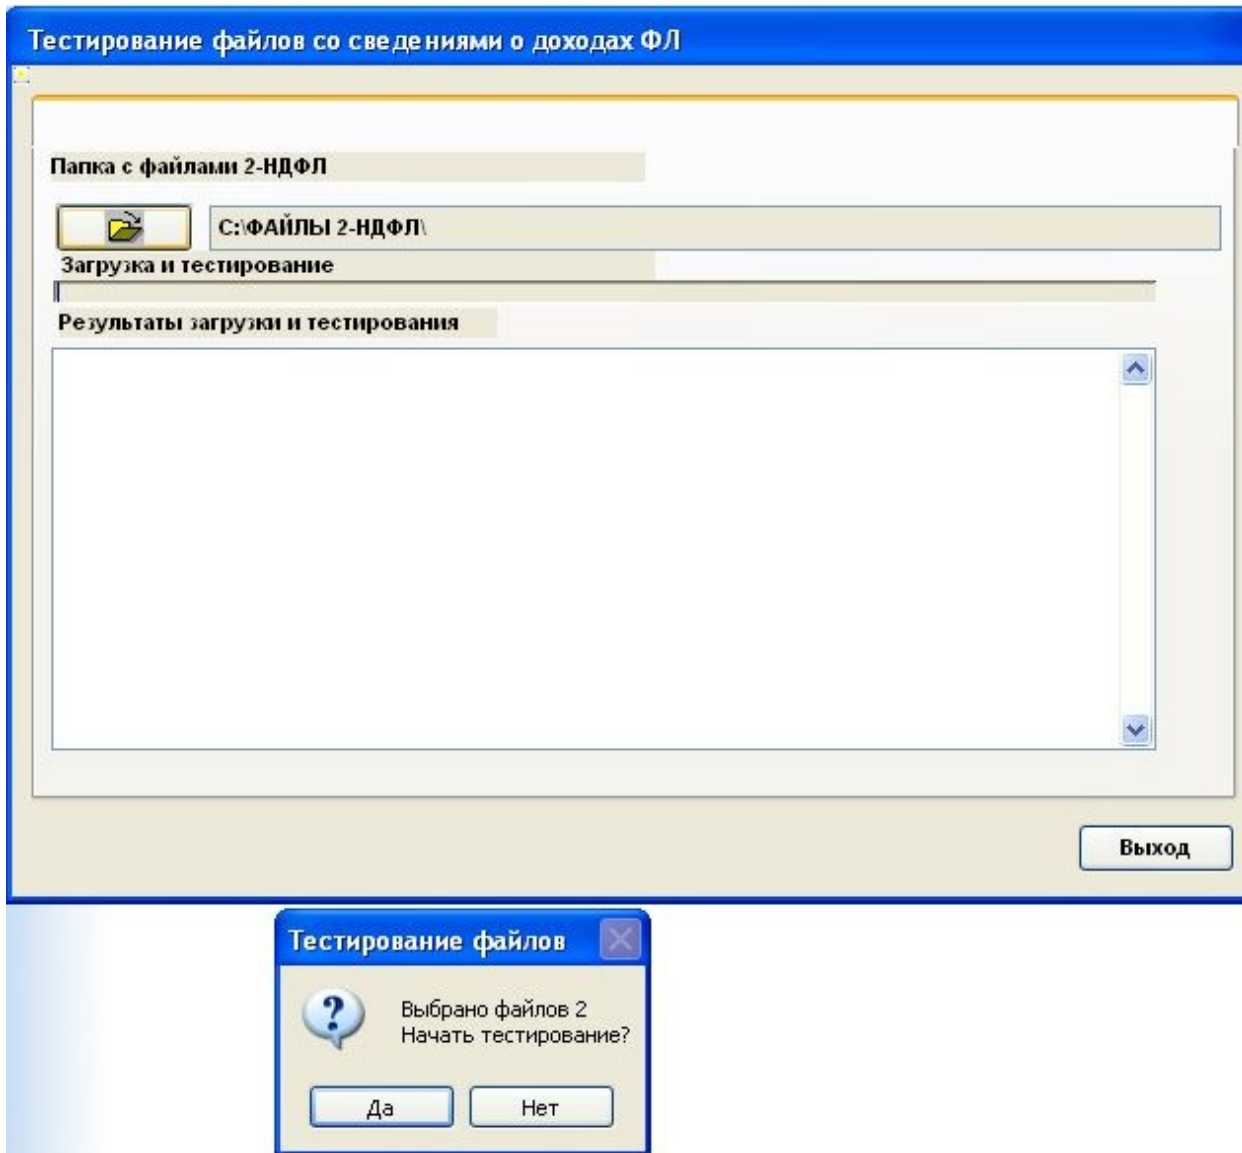 Тестирование файлов со сведениями о доходах ФЛ
Папка с файлами 2-НДФЛ
C:\ФАЙЛЫ 2-НДФЛ\
Загрузка и тестирование
Результаты загрузки и тестирования
Выход
Тестирование файлов
Выбрано файлов 2
Начать тестирование?
Да
Нет